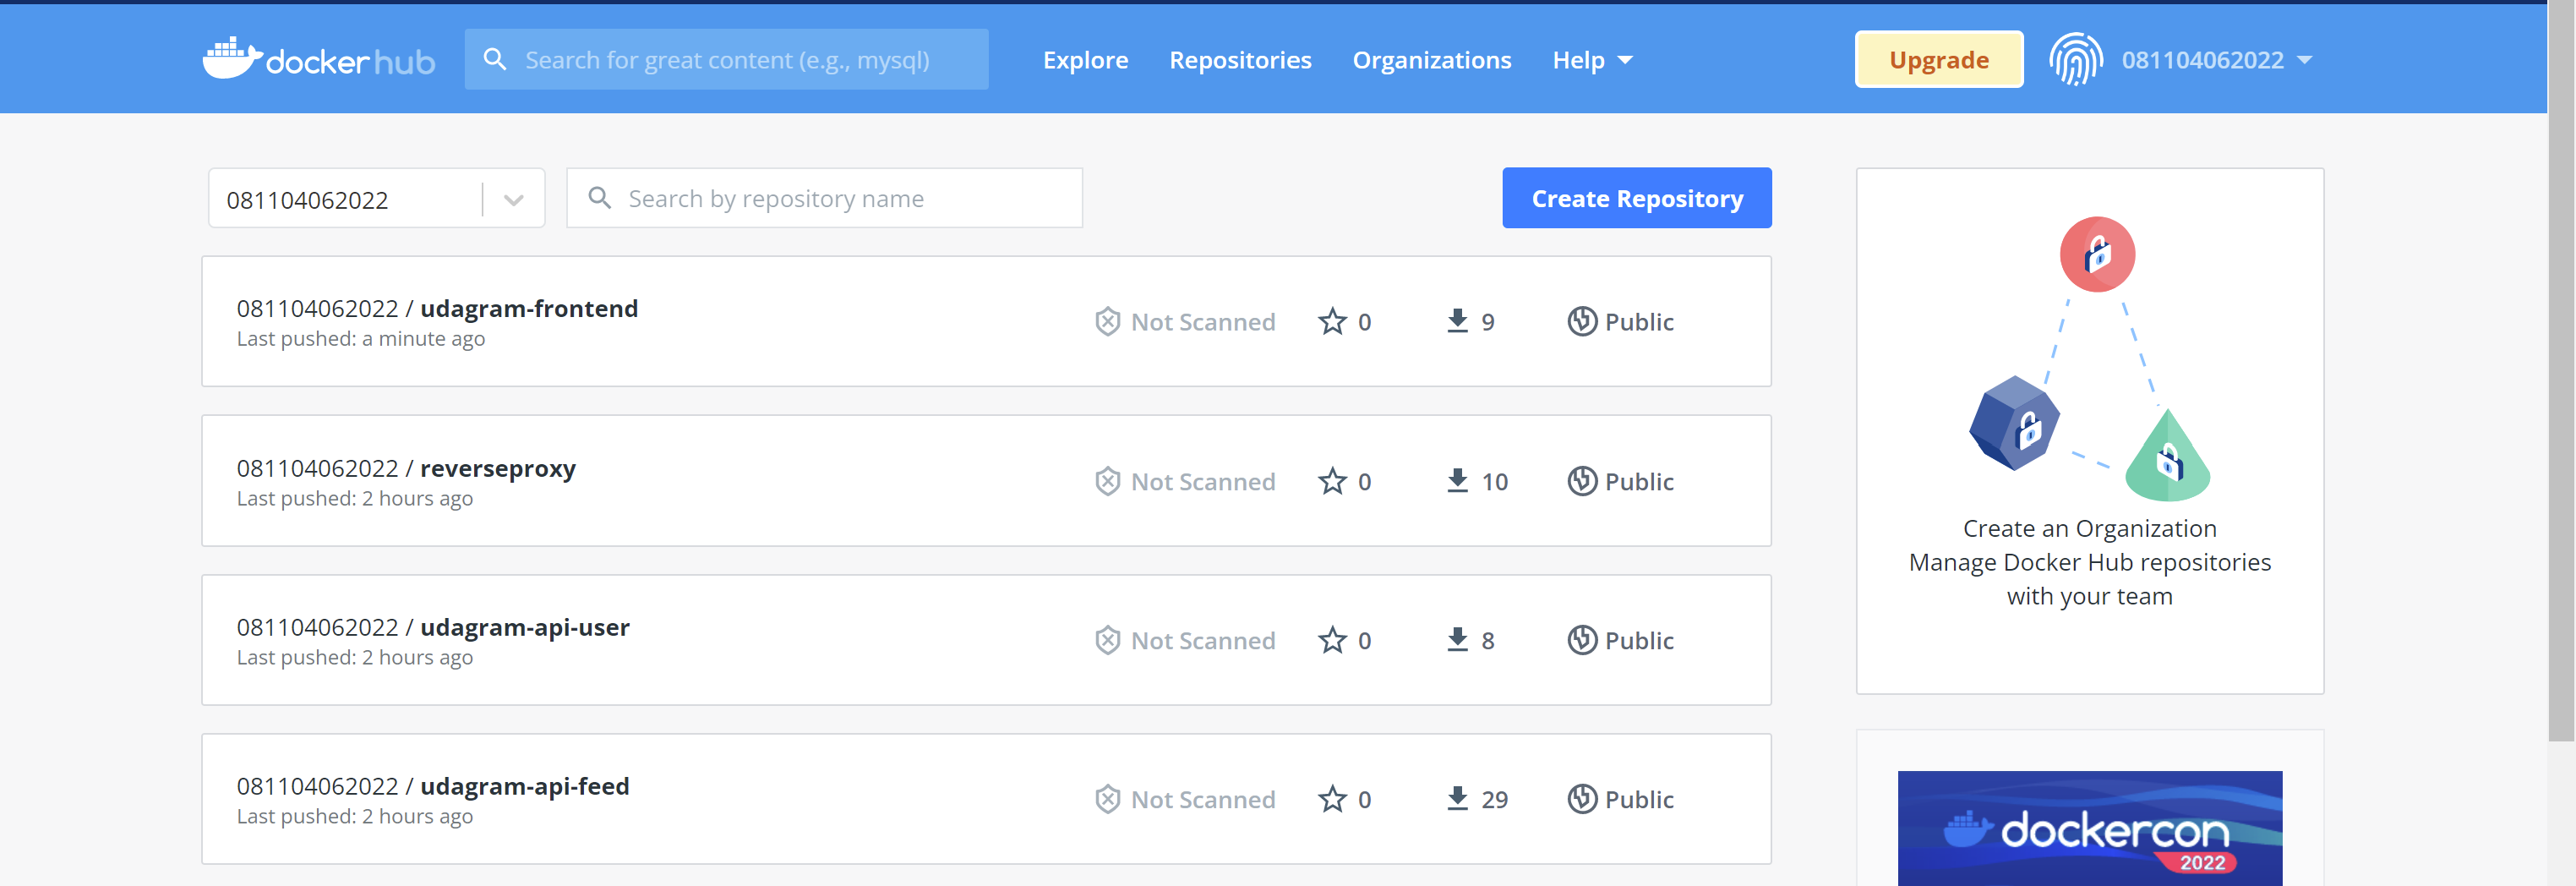 docker hub
Search for great content (e.g., mysql)
Explore
Repositories
Organizations
Help
Upgrade
081104062022
081104062022
Search by repository name
Create Repository
081104062022 / udagram-frontend
Last pushed: a minute ago
Not Scanned
0
9
Public
081104062022 / reverseproxy
Last pushed: 2 hours ago
Not Scanned
0
10
Public
081104062022 / udagram-api-user
Last pushed: 2 hours ago
Not Scanned
0
8
Public
081104062022 / udagram-api-feed
Last pushed: 2 hours ago
Not Scanned
0
29
Public
Create an Organization
Manage Docker Hub repositories
with your team
dockercon
2022